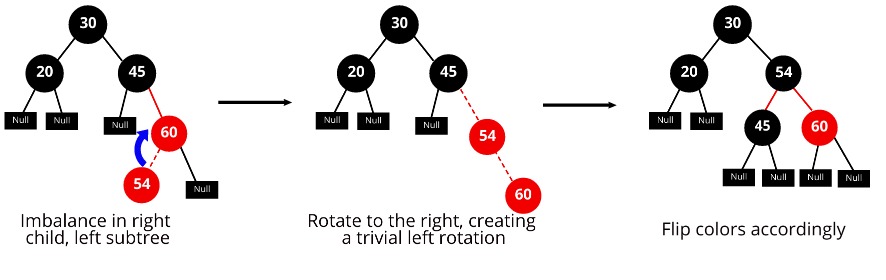 30
20
45
Null
Null
Null
60
54
Null
Imbalance in right
child, left subtree
30
20
45
Null
Null
Null
54
60
Rotate to the right, creating
a trivial left rotation
30
20
54
Null
Null
45
60
Null
Null
Null
Null
Flip colors accordingly